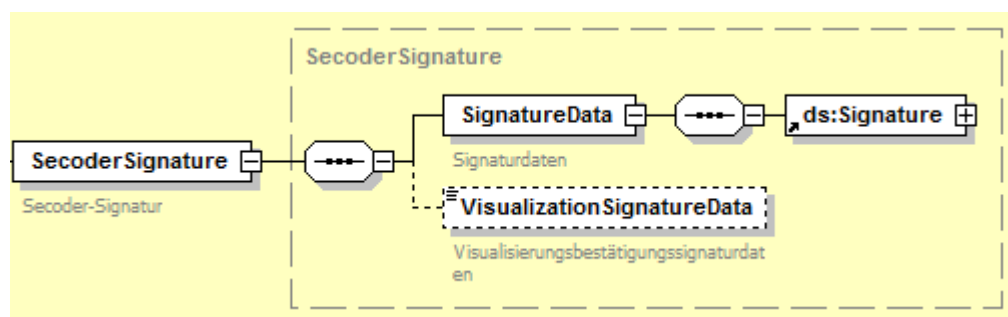 SecoderSignature
SignatureData
ds:Signature
Signaturdaten
SecoderSignature
Secoder-Signatur
VisualizationSignatureData
Visualisierungsbestätigungssignaturdat
en